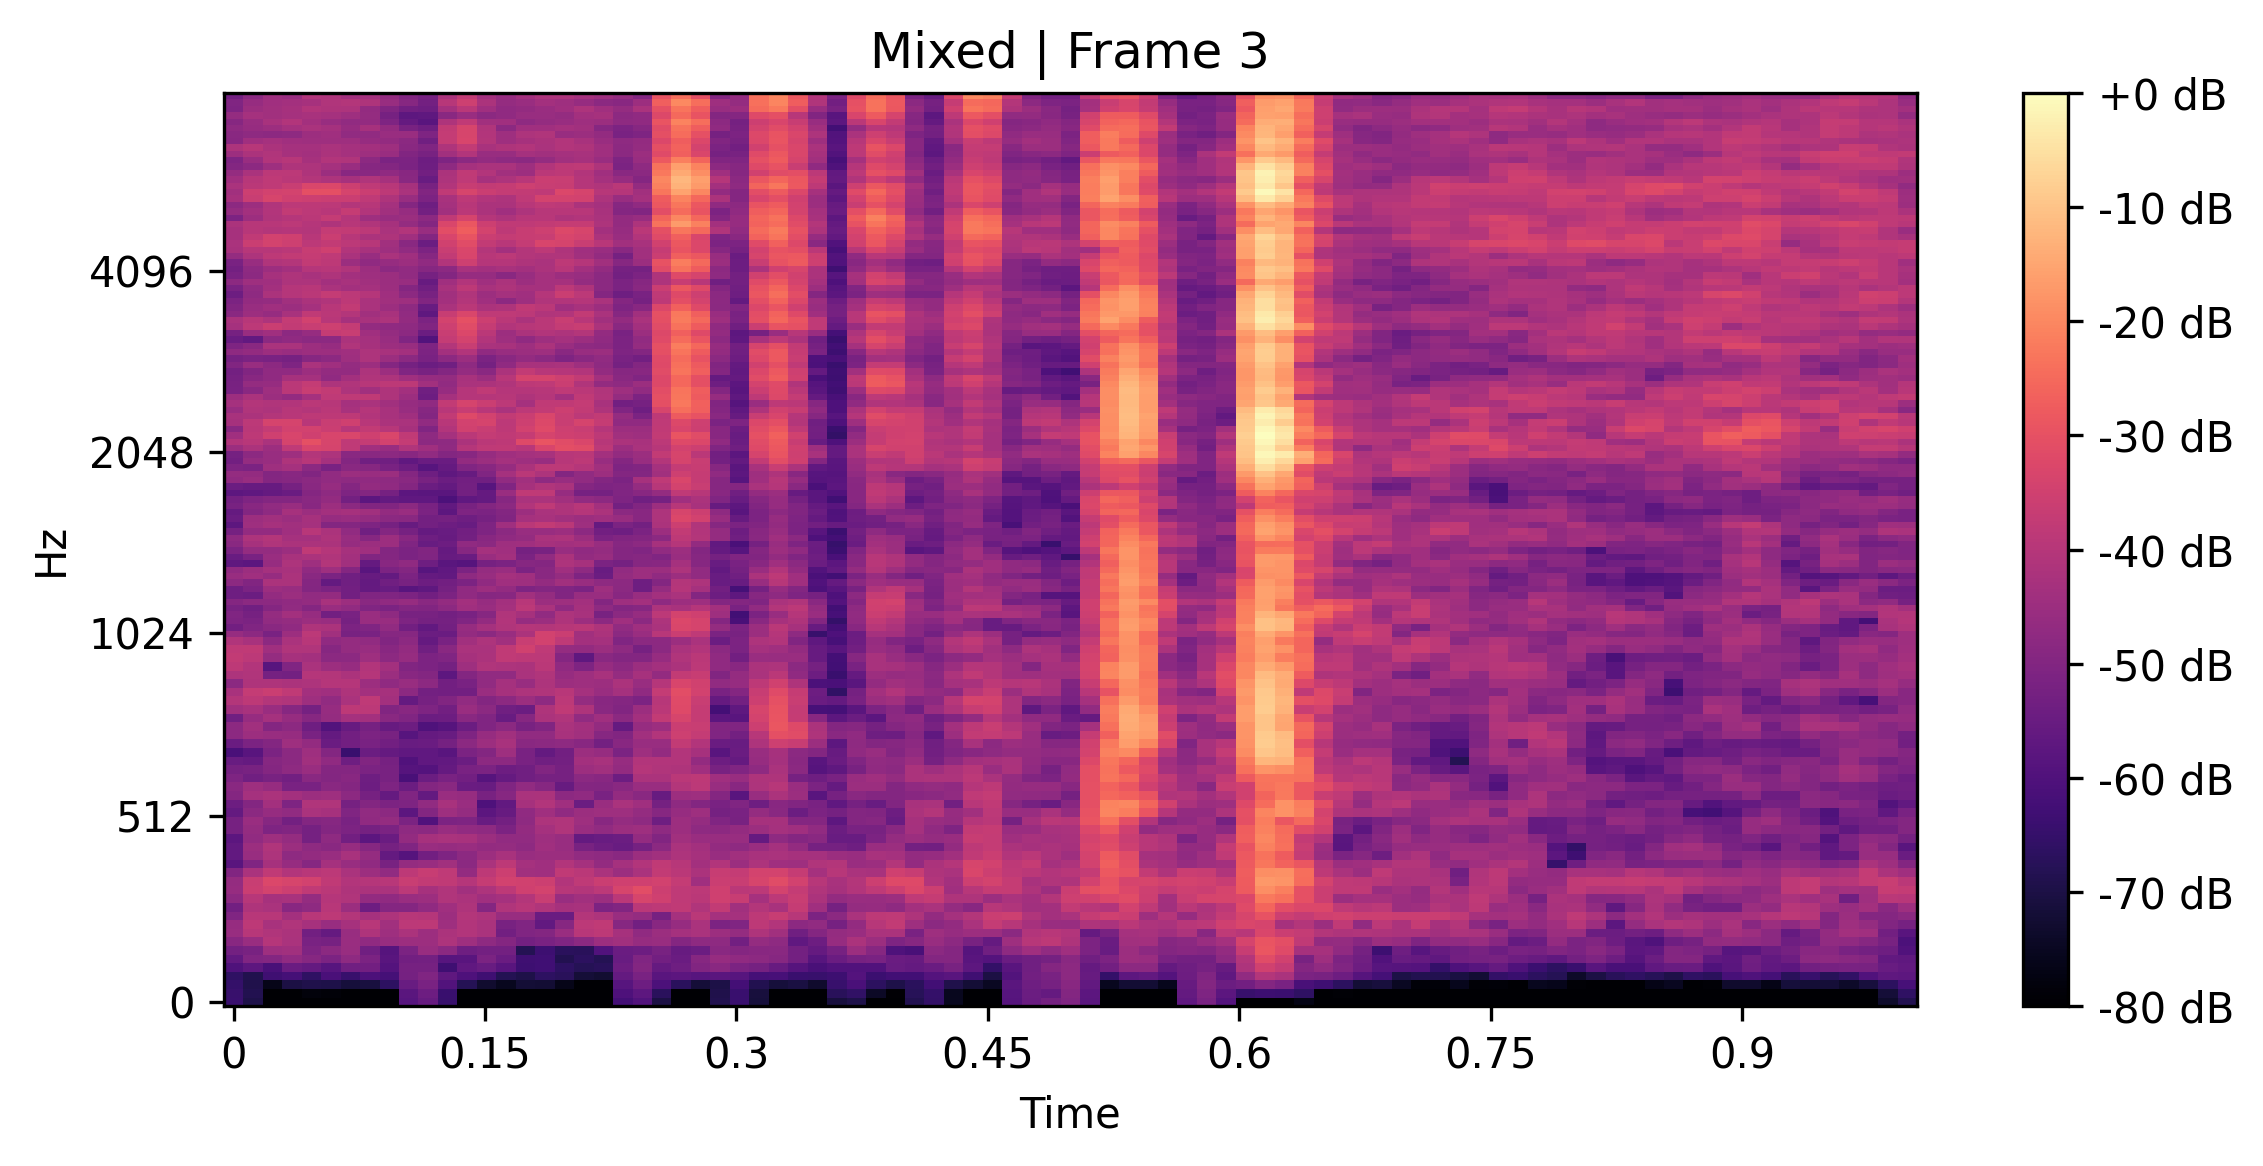 Mixed | Frame 3
Hz
4096
2048
1024
512
0
0 0.15 0.3 0.45 0.6 0.75 0.9
Time
+0 dB
-10 dB
-20 dB
-30 dB
-40 dB
-50 dB
-60 dB
-70 dB
-80 dB